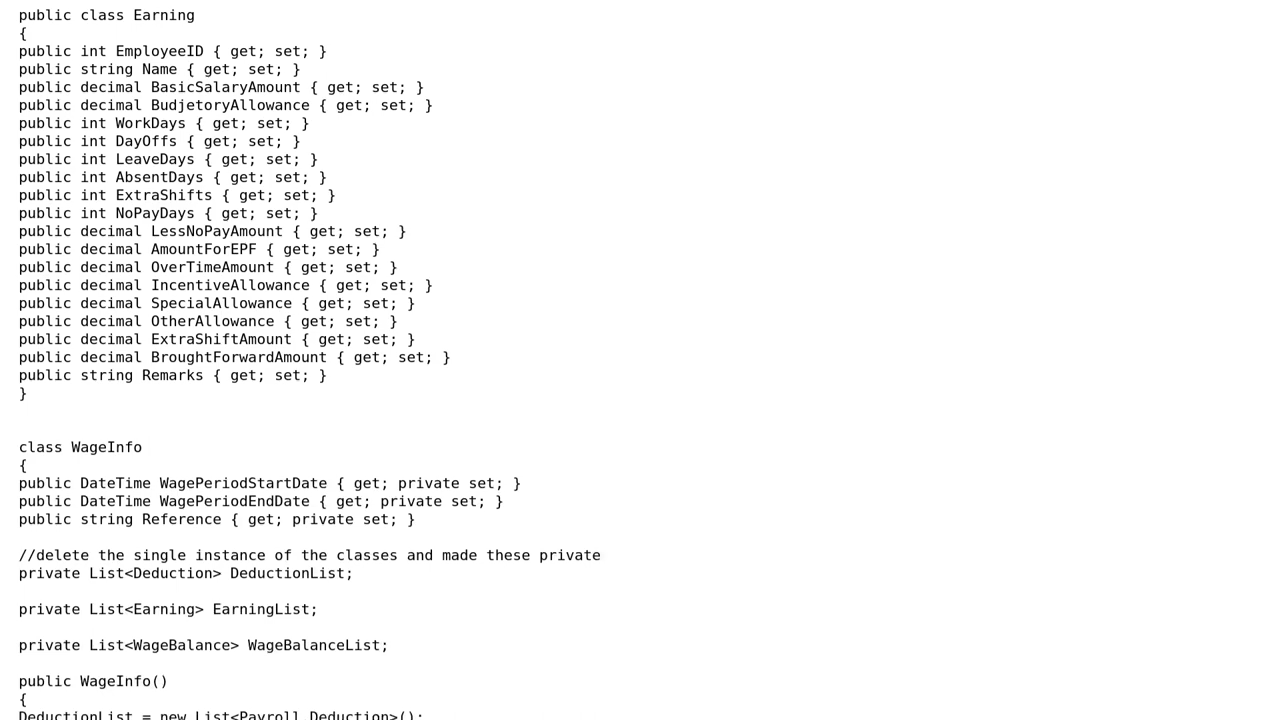 public class Earning
{
public int EmployeeID { get; set; }
public string Name { get; set; }
public decimal BasicSalaryAmount { get; set; }
public decimal BudjetoryAllowance { get; set; }
public int WorkDays { get; set; }
public int DayOffs { get; set; }
public int LeaveDays { get; set; }
public int AbsentDays { get; set; }
public int ExtraShifts { get; set; }
public int NoPayDays { get; set; }
public decimal LessNoPayAmount { get; set; }
public decimal AmountForEPF { get; set; }
public decimal OverTimeAmount { get; set; }
public decimal IncentiveAllowance { get; set; }
public decimal SpecialAllowance { get; set; }
public decimal OtherAllowance { get; set; }
public decimal ExtraShiftAmount { get; set; }
public decimal BroughtForwardAmount { get; set; }
public string Remarks { get; set; }
}
class WageInfo
{
public DateTime WagePeriodStartDate { get; private set; }
public DateTime WagePeriodEndDate { get; private set; }
public string Reference { get; private set; }
//delete the single instance of the classes and made these private
private List<Deduction> DeductionList;
private List<Earning> EarningList;
private List<WageBalance> WageBalanceList;
public WageInfo()
{
DeductionList = new List<Payroll.Deduction>();